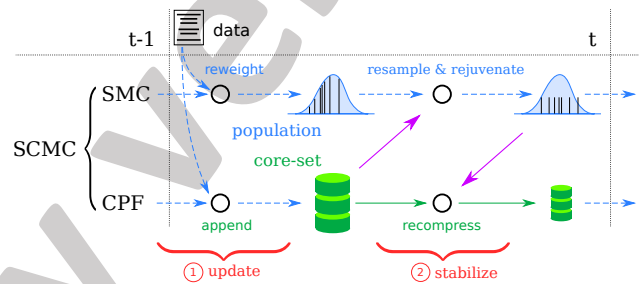 t-1
data
t
reweight
resample & rejuvenate
SMC
population
SCMC
core-set
CPF
append
recompress
1 update
2 stabilize